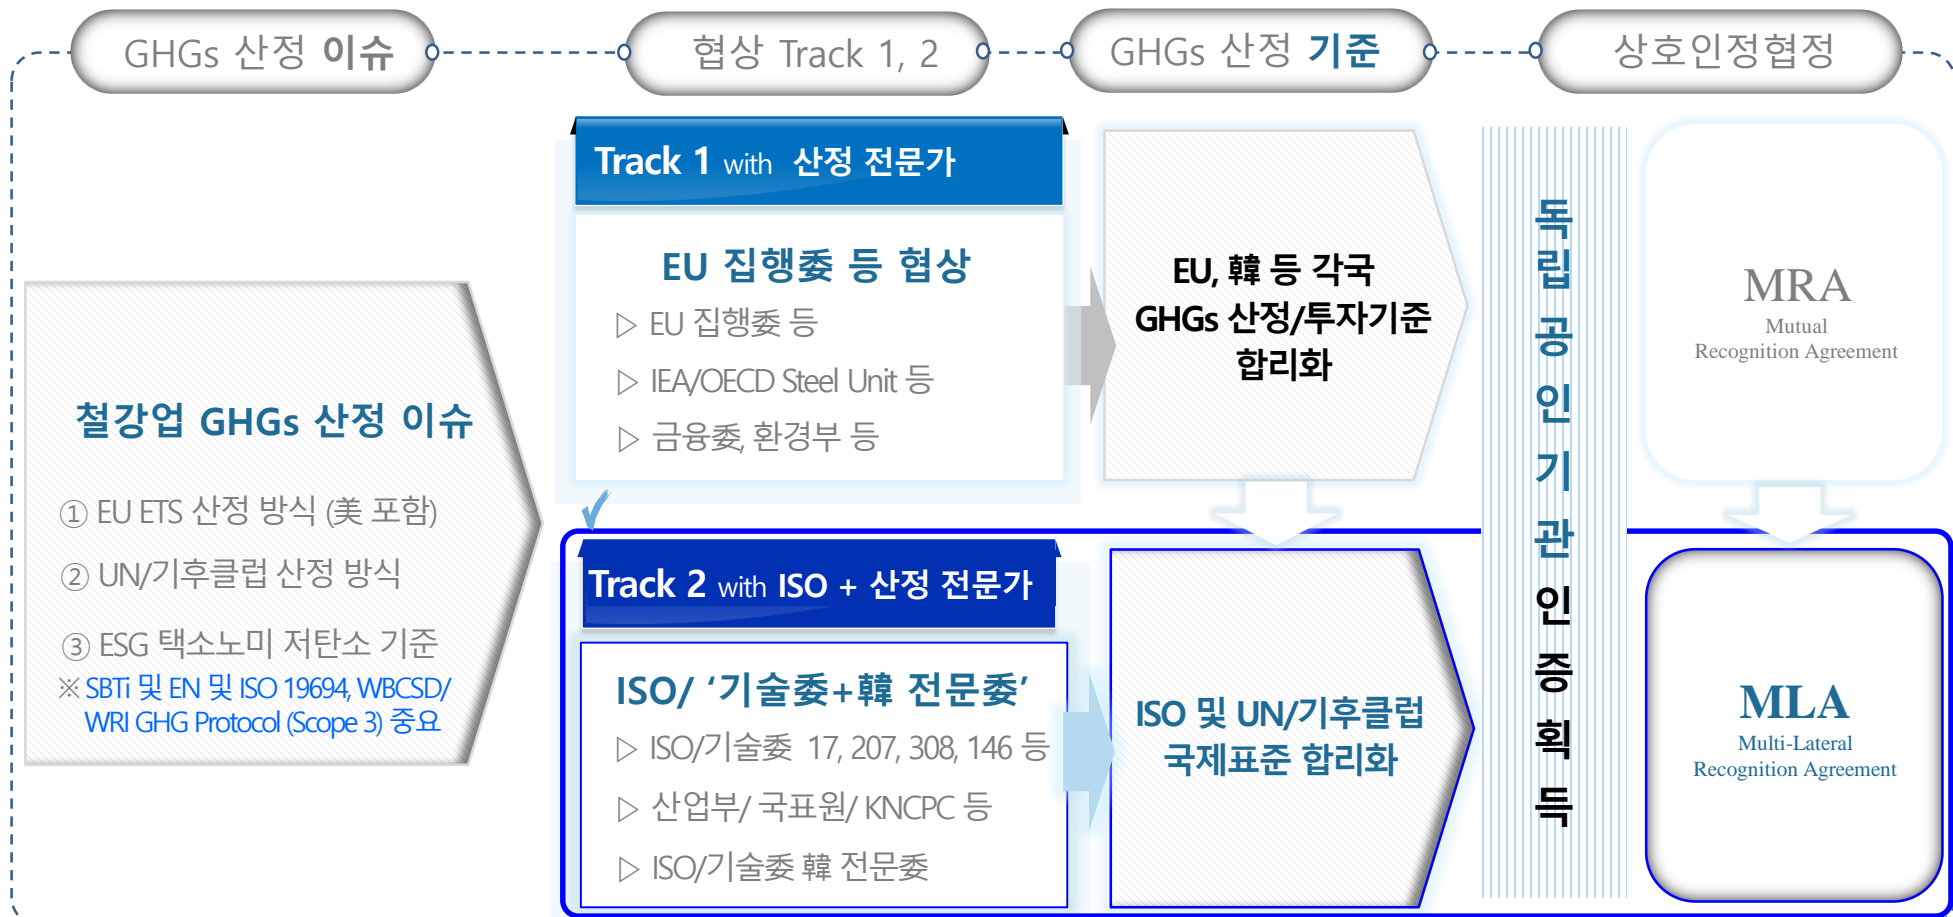 GHGs 산정 이슈
협상 Track 1, 2
GHGs 산정 기준
상호인정협정
철강업 GHGs 산정 이슈
① EU ETS 산정 방식 (美 포함)
② UN/기후클럽 산정 방식
③ ESG 택소노미 저탄소 기준
※ SBTi 및 EN 및 ISO 19694, WBCSD/
WRI GHG Protocol (Scope 3) 중요
Track 1 with 산정 전문가
EU 집행委 등 협상
▷ EU 집행委 등
▷ IEA/OECD Steel Unit 등
▷ 금융委, 환경부 등
Track 2 with ISO + 산정 전문가
ISO/ ‘기술委+韓 전문委’
▷ ISO/기술委 17, 207, 308, 146 등
▷ 산업부/ 국표원/ KNCPC 등
▷ ISO/기술委 韓 전문委
EU, 韓 등 각국
GHGs 산정/투자기준
합리화
ISO 및 UN/기후클럽
국제표준 합리화
독
립
공
인
기
관
인
증
획
득
MRA
Mutual
Recognition Agreement
MLA
Multi-Lateral
Recognition Agreement